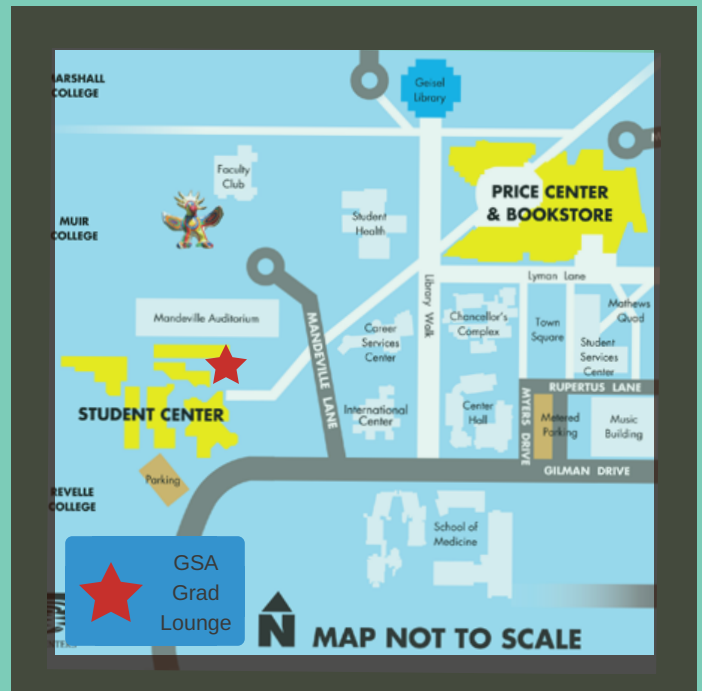 Geisel
Library
ARSHALL
COLLEGE
Faculty
Club
PRICE CENTER
& BOOKSTORE
MUIR
COLLEGE
Student
Health
Lyman Lane
Library Walk
Mandeville Auditorium
MANDEVILLE LANE
Career
Services
Center
Chancellor's
Complex
Town
Square
Mathews
Quad
Student
Services
Center
RUPERTUS LANE
STUDENT CENTER
International
Center
Center
Hall
MYERS DRIVE
Metered
Parking
Music
Building
GILMAN DRIVE
Parking
REVELLE
COLLEGE
School of
Medicine
GSA
Grad
Lounge
N
MAP NOT TO SCALE